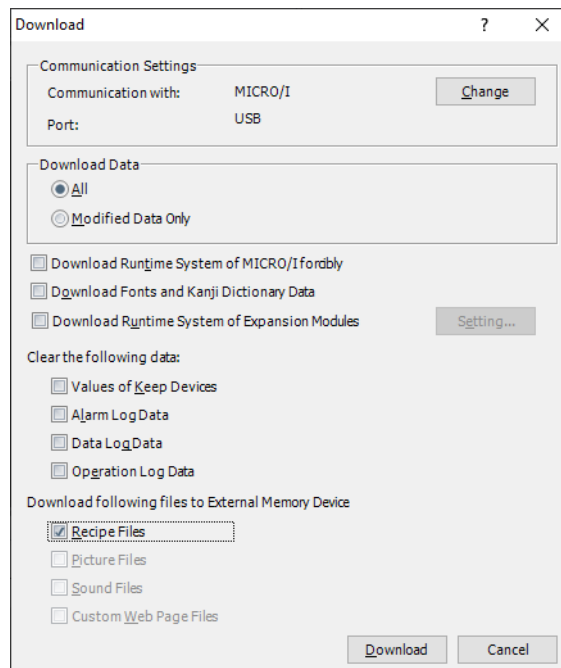 Download
?
Communication Settings
Communication with: MICRO/I Change
Port: USB
Download Data
All
Modified Data Only
Download Runtime System of MICRO/I forcibly
Download Fonts and Kanji Dictionary Data
Download Runtime System of Expansion Modules Setting...
Clear the following data:
Values of Keep Devices
Alarm Log Data
Data Log Data
Operation Log Data
Download following files to External Memory Device
Recipe Files
Picture Files
Sound Files
Custom Web Page Files
Download Cancel